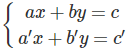 ax + by = c
a'x + b'y = c'